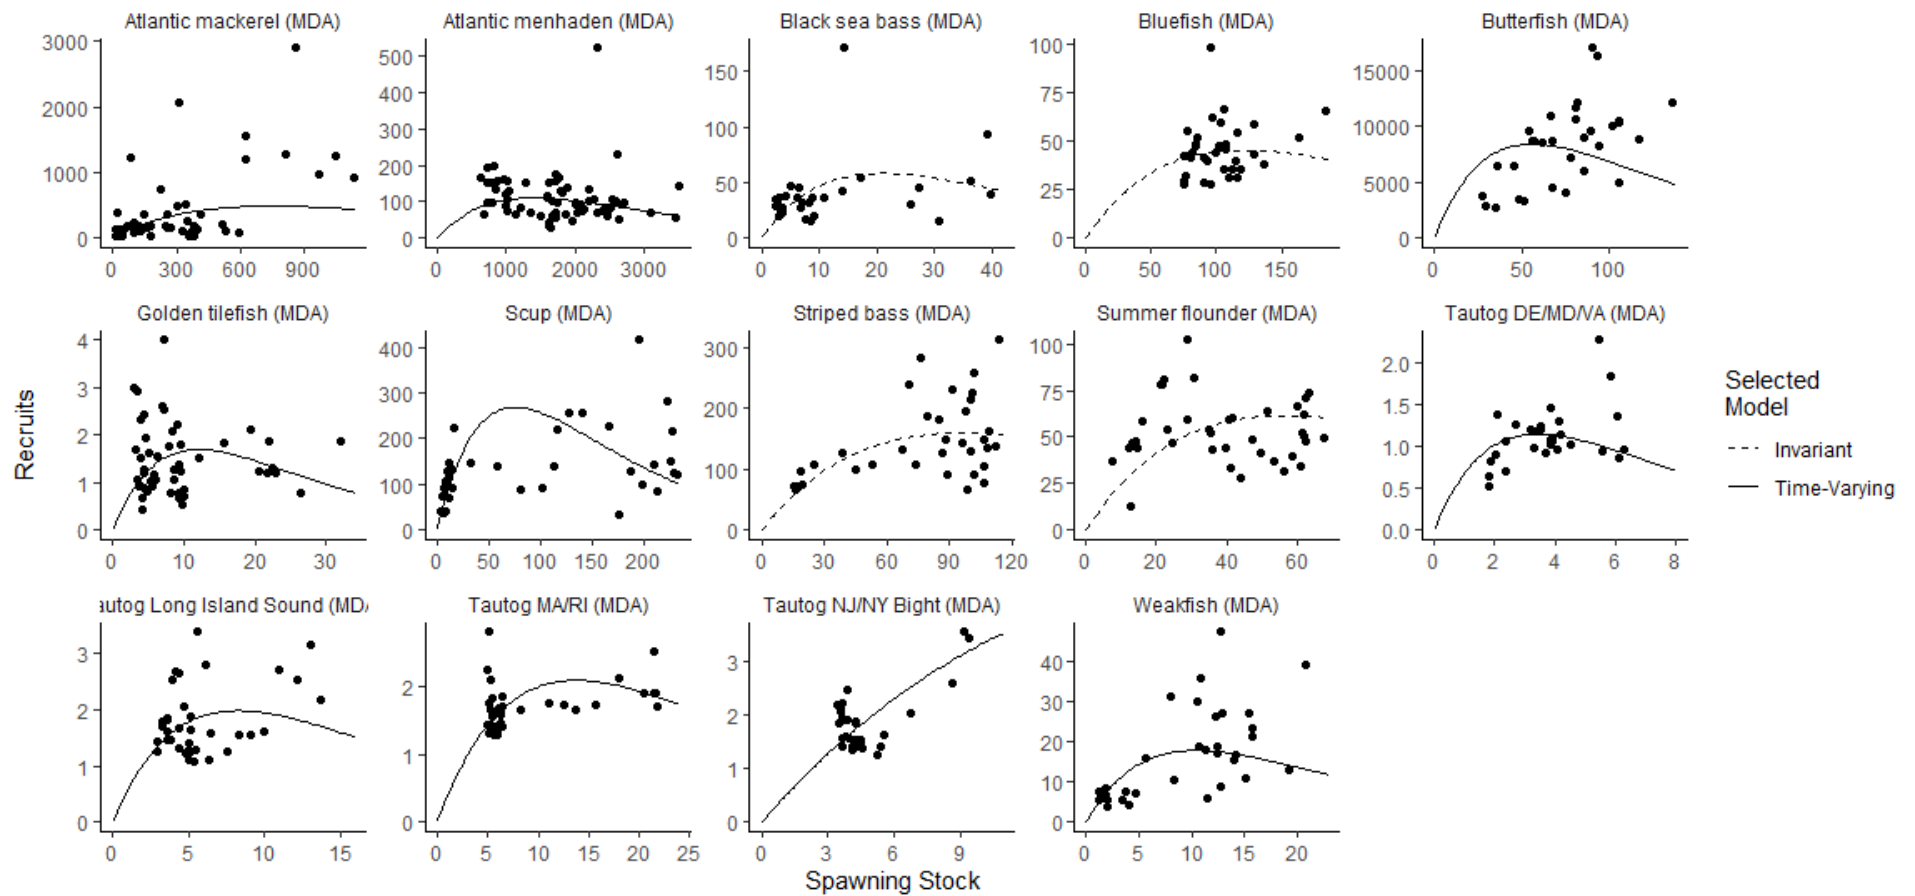 Atlantic mackerel (MDA) Atlantic menhaden (MDA) Black sea bass (MDA) Bluefish (MDA) Butterfish (MDA)
3000
2000
1000
0
0 300 600 900
500
400
300
200
100
0
0 1000 2000 3000
150
100
50
0
0 10 20 30 40
100
75
50
25
0
0 50 100 150
15000
10000
5000
0
0 50 100
Golden tilefish (MDA) Scup (MDA) Striped bass (MDA) Summer flounder (MDA) Tautog DE/MD/VA (MDA)
4
3
2
1
0
0 10 20 30
400
300
200
100
0
0 50 100 150 200
300
200
100
0
0 30 60 90 120
100
75
50
25
0
0 20 40 60
2.0
1.5
1.0
0.5
0.0
0 2 4 6 8
autog Long Island Sound (MD Tautog MA/RI (MDA) Tautog NJ/NY Bight (MDA) Weakfish (MDA)
3
2
1
0
0 5 10 15
2
1
0
0 5 10 15 20 25
3
2
1
0
0 3 6 9
40
30
20
10
0
0 5 10 15 20
Recruits
Spawning Stock
Selected
Model
Invariant
Time-Varying